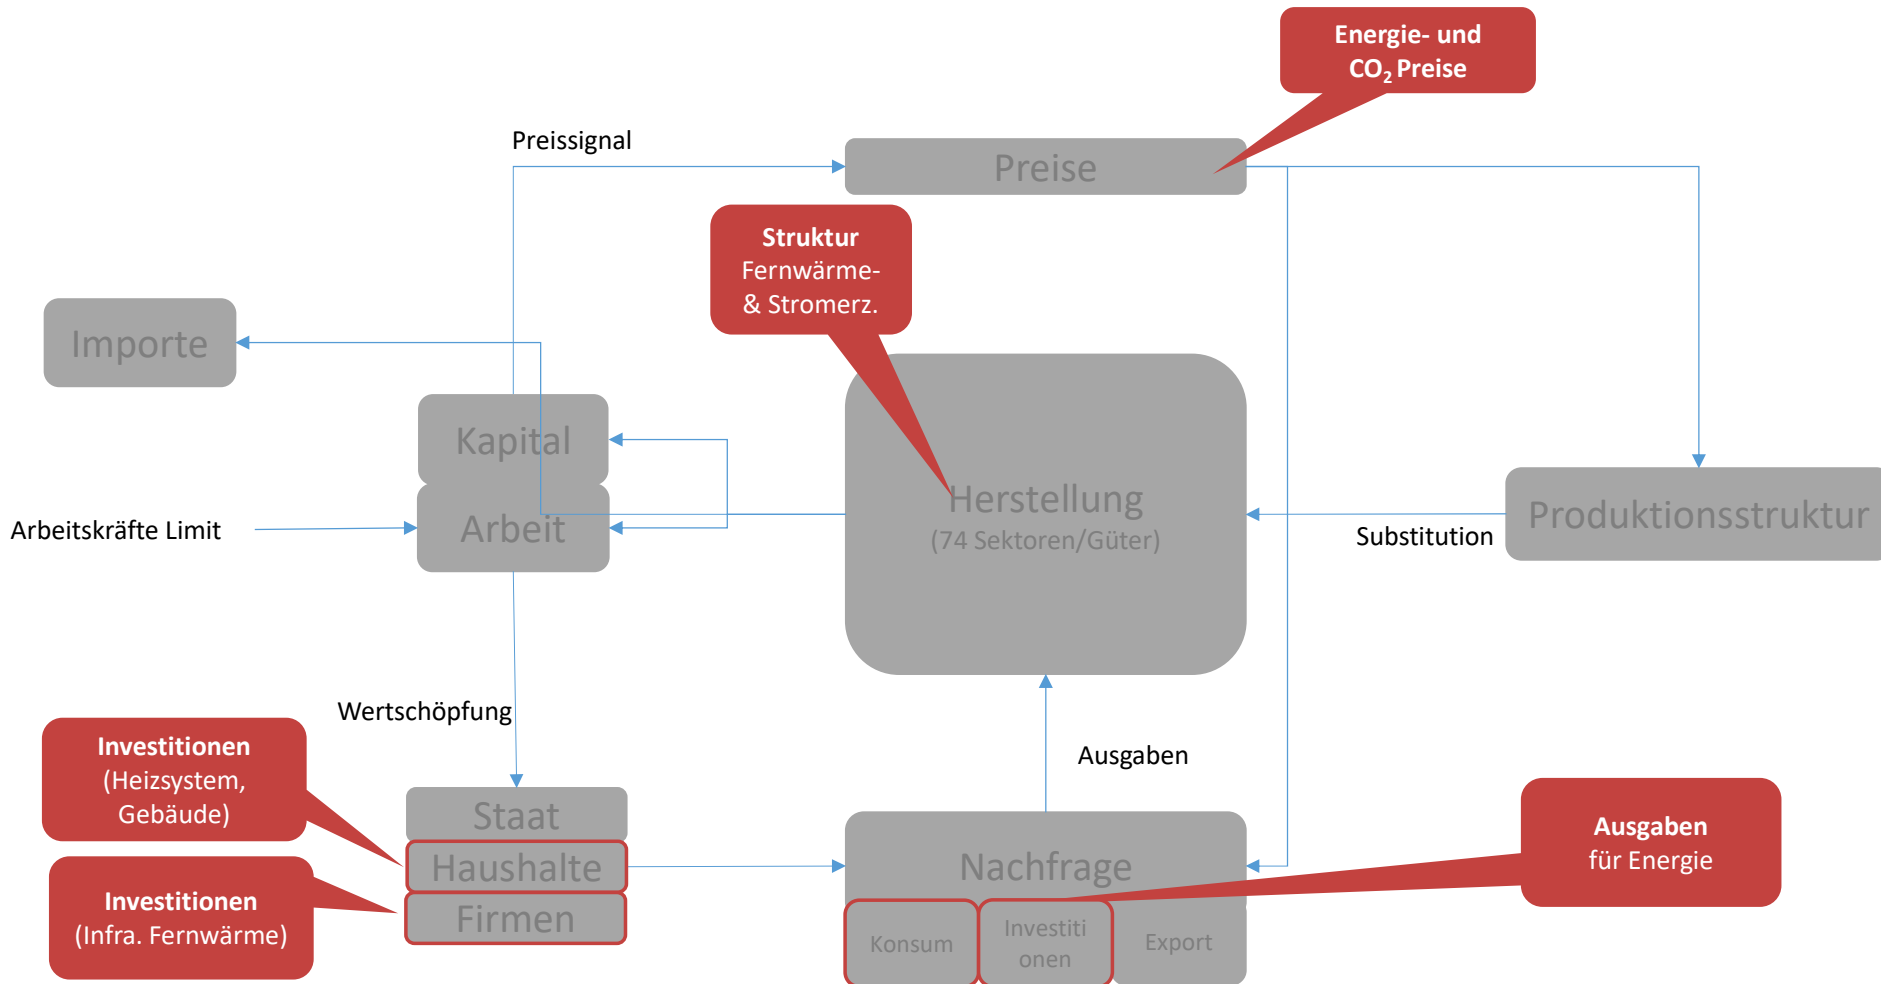 Energie- und
CO₂ Preise
Preissignal
Preise
Struktur
Fernwärme-
& Stromerz.
Importe
Kapital
Arbeit
Arbeitskräfte Limit
Herstellung
(74 Sektoren/Güter)
Substitution
Produktionsstruktur
Wertschöpfung
Ausgaben
Investitionen
(Heizsystem,
Gebäude)
Investitionen
(Infra. Fernwärme)
Staat
Haushalte
Firmen
Nachfrage
Konsum
Investiti
onen
Export
Ausgaben
für Energie